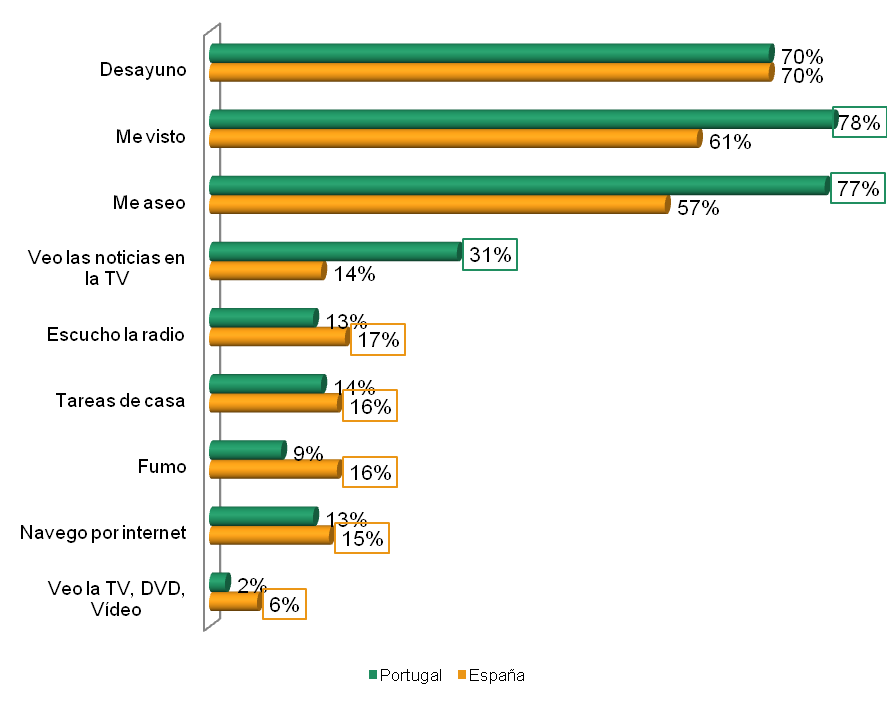 Desayuno
70%
70%
Me visto
78%
61%
Me aseo
77%
57%
Veo las noticias en
la TV
31%
14%
Escucho la radio
13%
17%
Tareas de casa
14%
16%
Fumo
9%
16%
Navego por internet
13%
15%
Veo la TV, DVD,
Vídeo
2%
6%
Portugal España